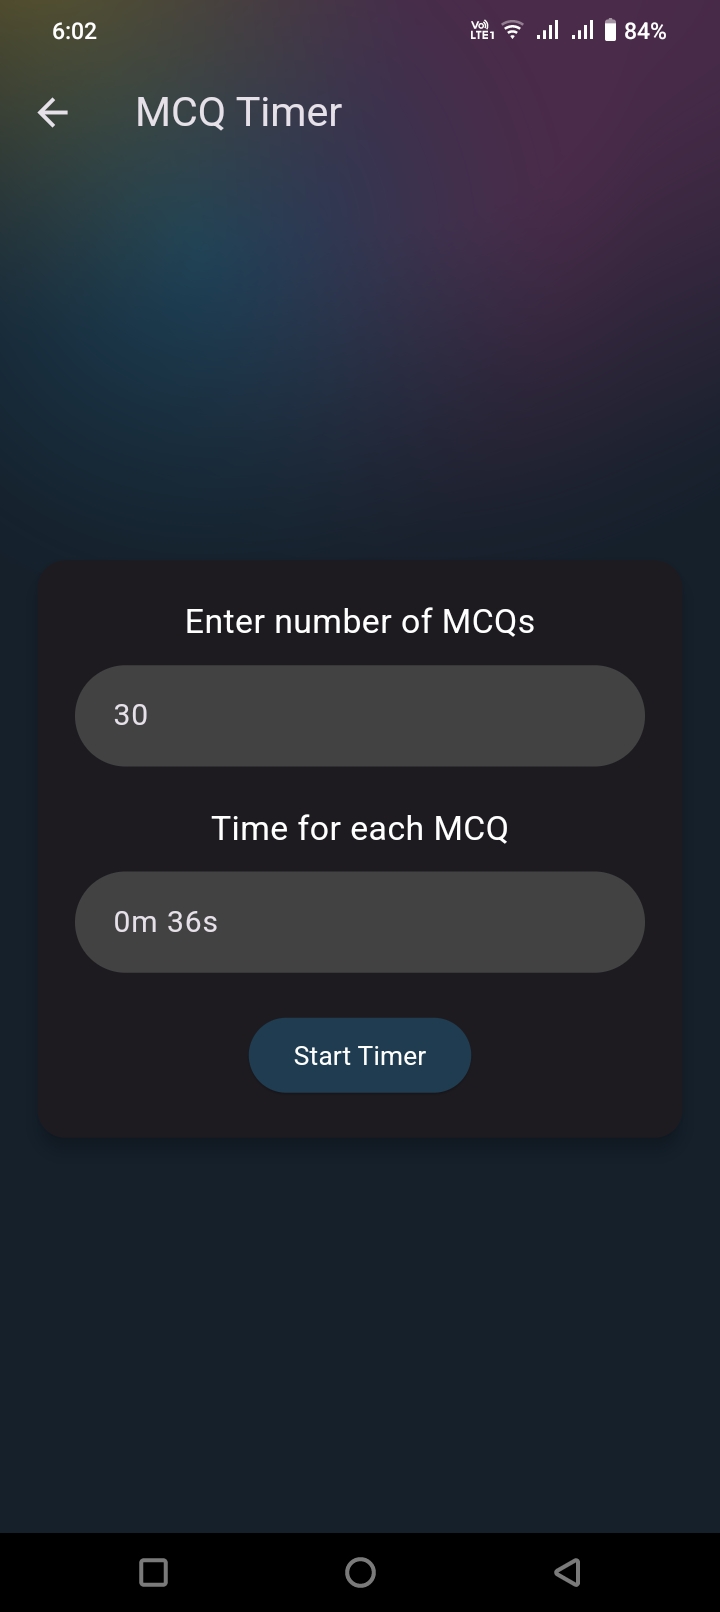 6:02
Vo)) LTE1
84%
MCQ Timer
Enter number of MCQs
30
Time for each MCQ
0m 36s
Start Timer